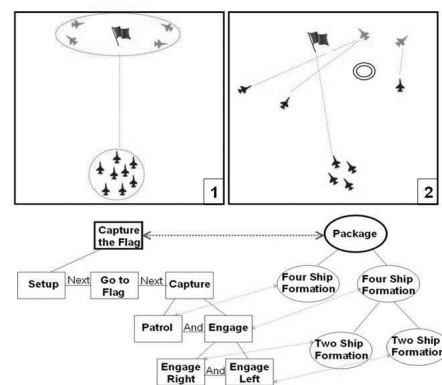 1
2
Capture
the Flag
Package
Setup
Next
Go to
Flag
Next
Capture
Four Ship
Formation
Four Ship
Formation
Patrol
And
Engage
Two Ship
Formation
Two Ship
Formation
Engage
Right
And
Engage
Left